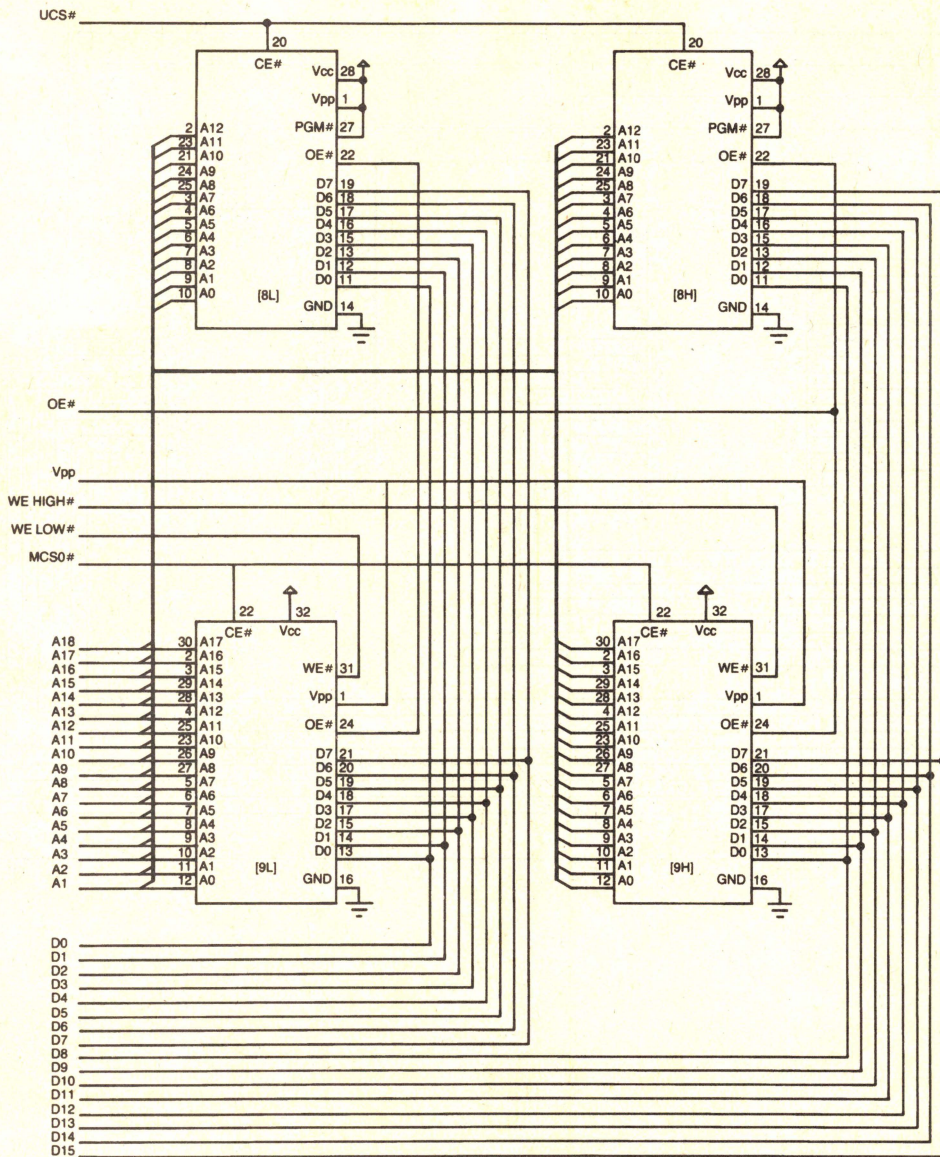 UCS#
20
20
CE#
CE#
Vcc 28
Vcc 28
Vpp 1
Vpp 1
PGM# 27
PGM# 27
OE# 22
OE# 22
2 A12
23 A11
21 A10
24 A9
25 A8
3 A7
4 A6
5 A5
6 A4
7 A3
8 A2
9 A1
10 A0
D7 19
D6 18
D5 17
D4 16
D3 15
D2 13
D1 12
D0 11
[8L]
GND 14
2 A12
23 A11
21 A10
24 A9
25 A8
3 A7
4 A6
5 A5
6 A4
7 A3
8 A2
9 A1
10 A0
D7 19
D6 18
D5 17
D4 16
D3 15
D2 13
D1 12
D0 11
[8H]
GND 14
OE#
Vpp
WE HIGH#
WE LOW#
MCS0#
22
32
CE#
Vcc
22
32
CE#
Vcc
A18
A17
A16
A15
A14
A13
A12
A11
A10
A9
A8
A7
A6
A5
A4
A3
A2
A1
30 A17
2 A16
3 A15
29 A14
28 A13
4 A12
25 A11
23 A10
26 A9
27 A8
5 A7
6 A6
7 A5
8 A4
9 A3
10 A2
11 A1
12 A0
WE# 31
Vpp 1
OE# 24
D7 21
D6 20
D5 19
D4 18
D3 17
D2 15
D1 14
D0 13
[9L]
GND 16
30 A17
2 A16
3 A15
29 A14
28 A13
4 A12
25 A11
23 A10
26 A9
27 A8
5 A7
6 A6
7 A5
8 A4
9 A3
10 A2
11 A1
12 A0
WE# 31
Vpp 1
OE# 24
D7 21
D6 20
D5 19
D4 18
D3 17
D2 15
D1 14
D0 13
[9H]
GND 16
D0
D1
D2
D3
D4
D5
D6
D7
D8
D9
D10
D11
D12
D13
D14
D15